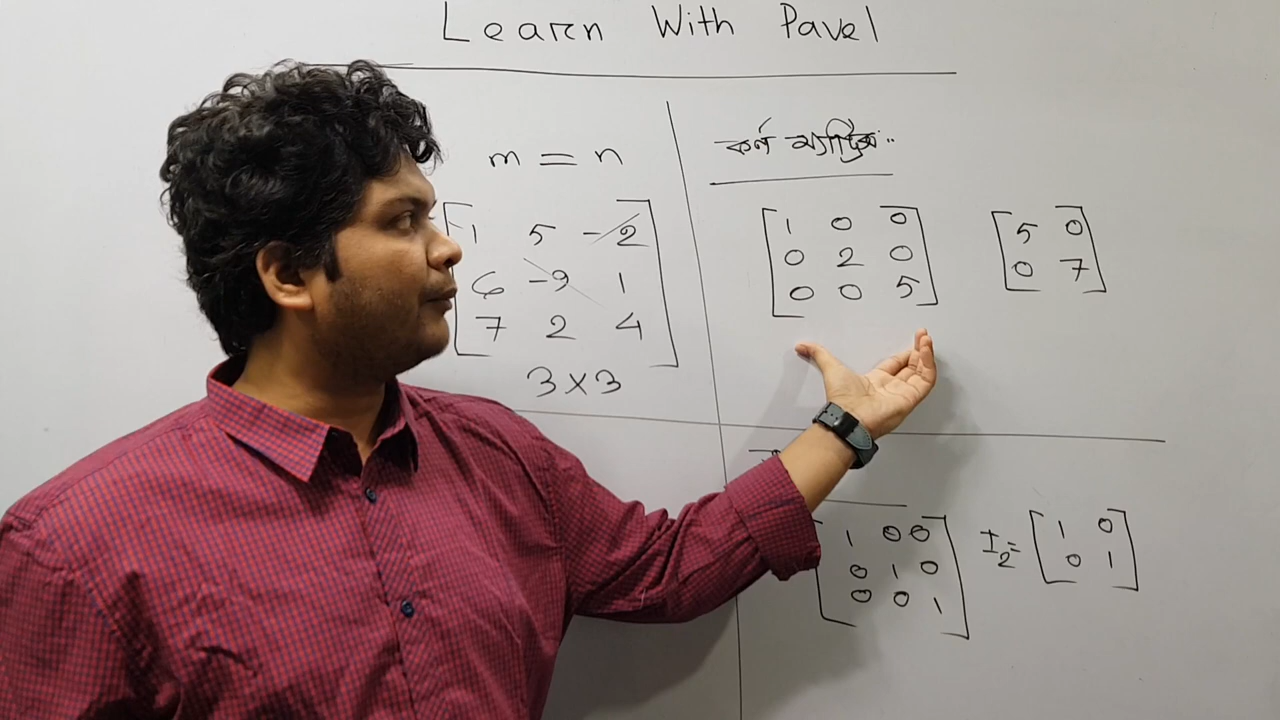 Learn With Pavel
m = n
-1 5 -2
6 -9 1
7 2 4
3×3
কর্ন ম্যাট্রিক্স:
1 0 0
0 2 0
0 0 5
5 0
0 7
1 0 0
0 1 0
0 0 1
I2 =
1 0
0 1